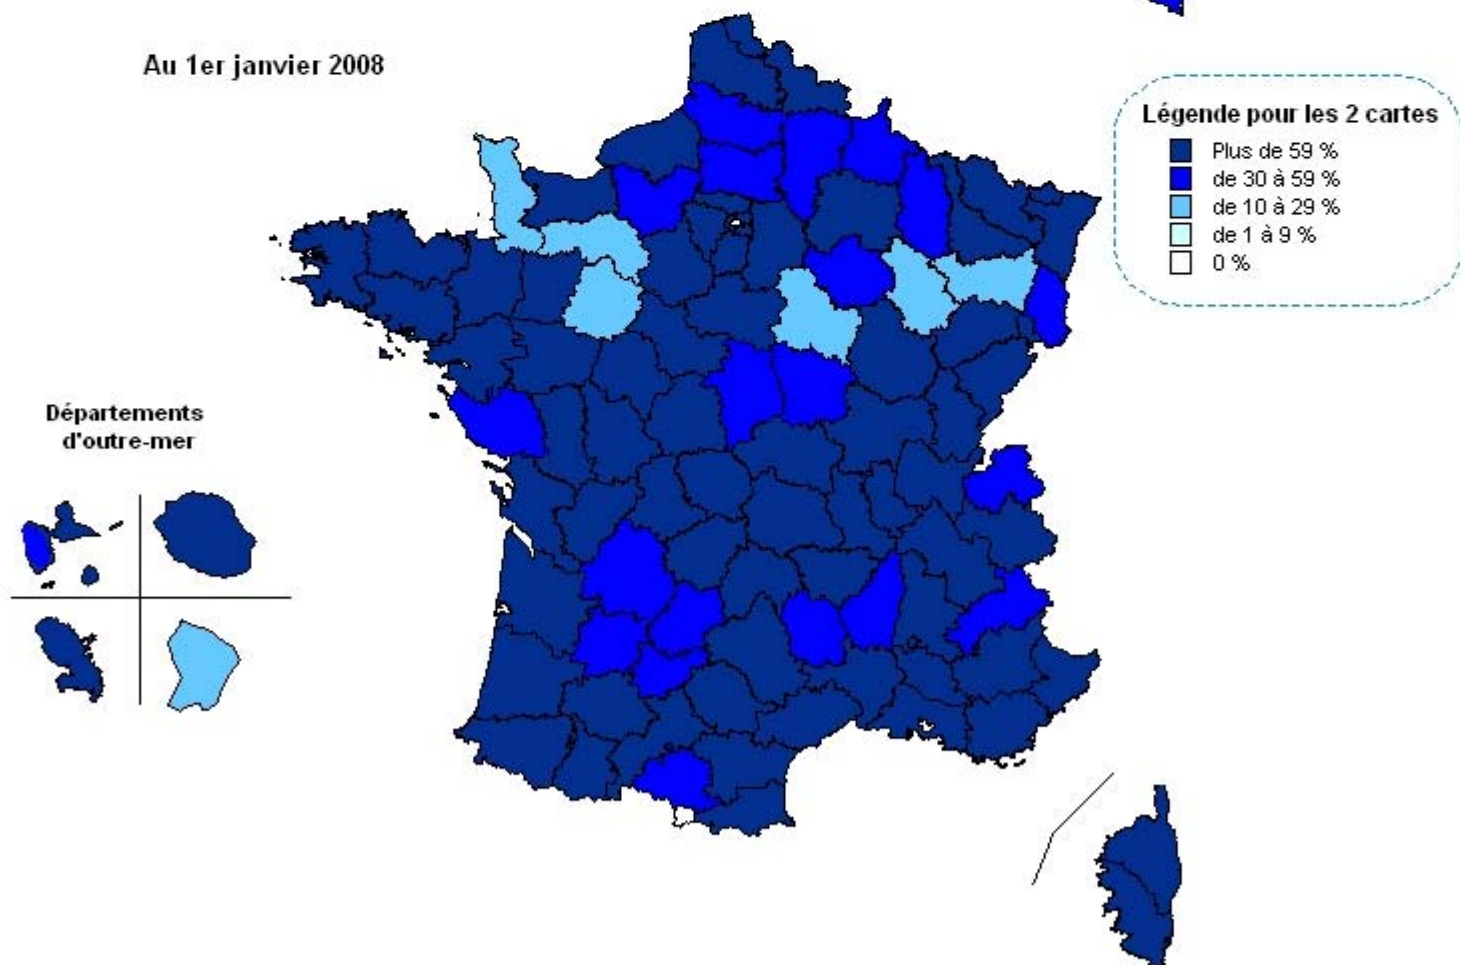 Au 1er janvier 2008
Légende pour les 2 cartes
Plus de 59 %
de 30 à 59 %
de 10 à 29 %
de 1 à 9 %
0 %
Départements
d'outre-mer